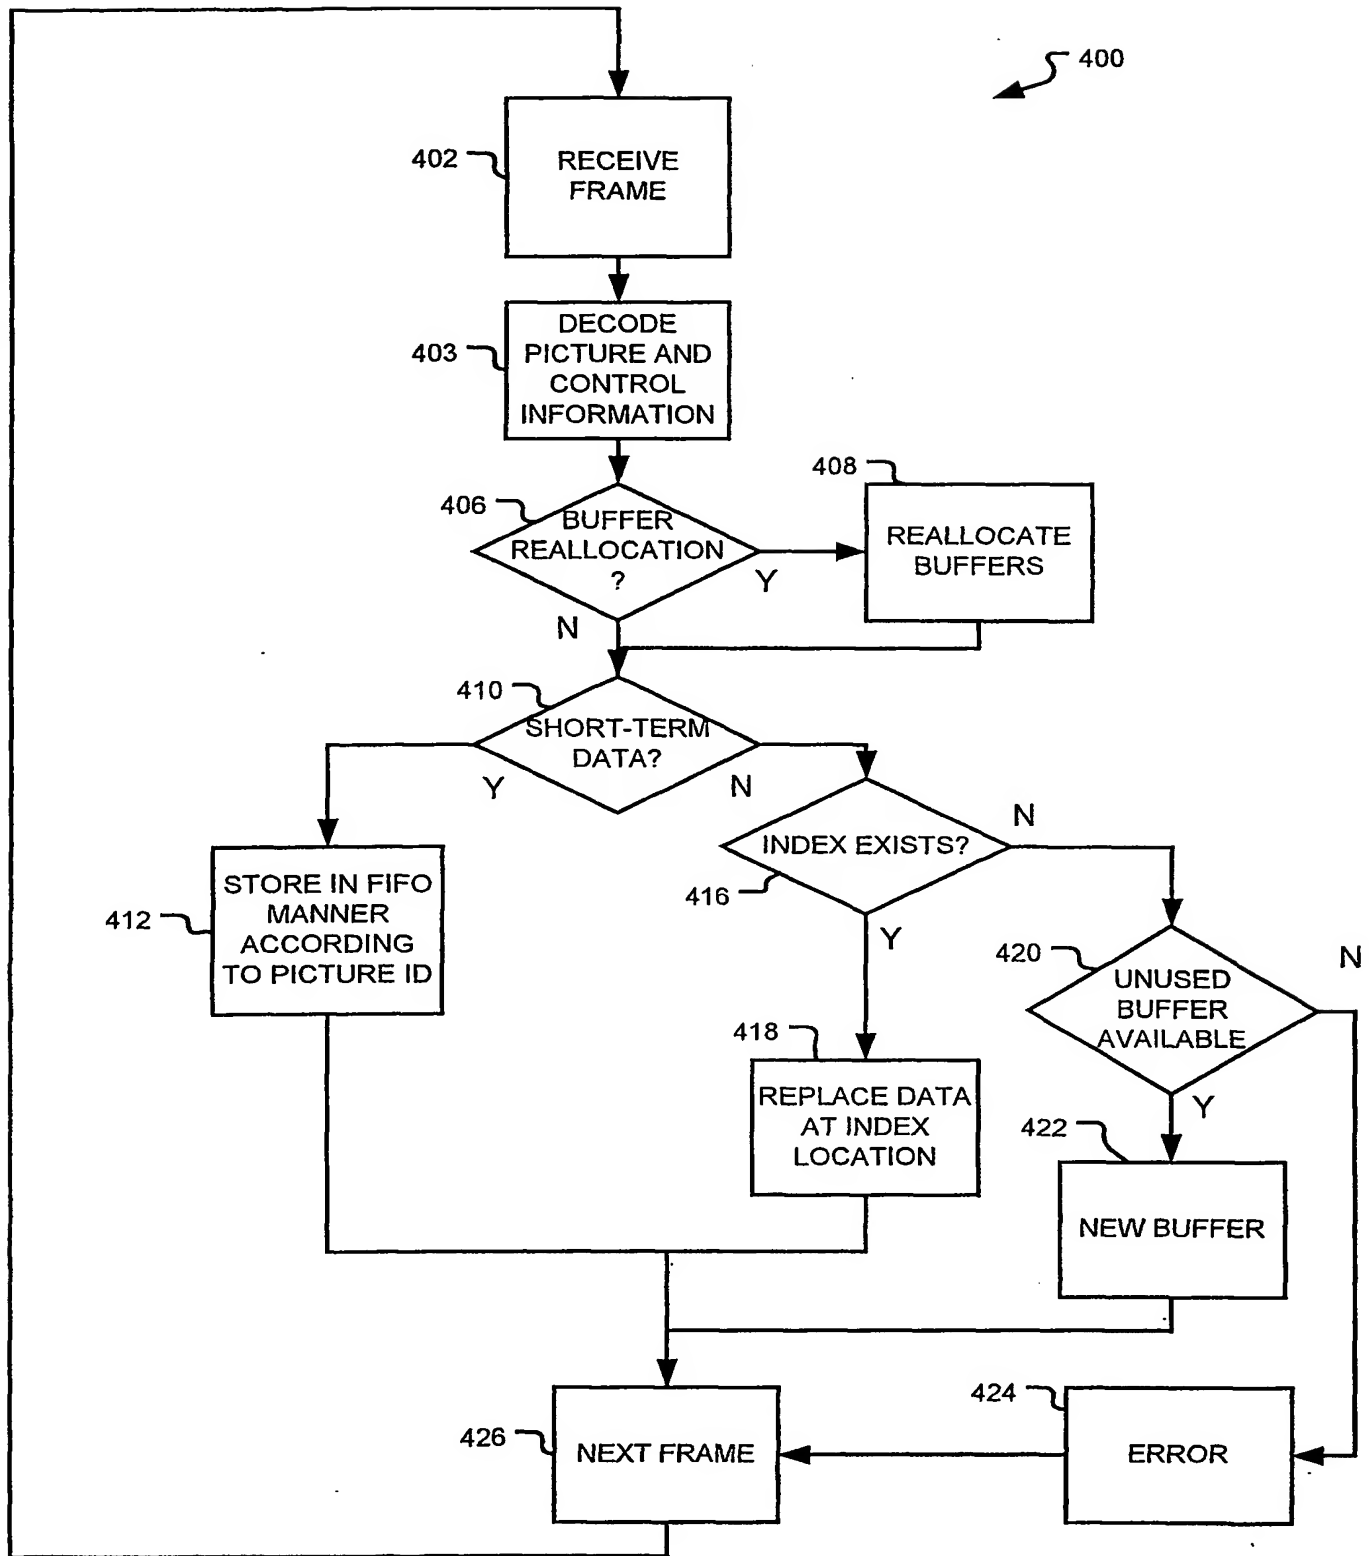 400
402
RECEIVE
FRAME
403
DECODE
PICTURE AND
CONTROL
INFORMATION
406
BUFFER
REALLOCATION
?
Y
N
408
REALLOCATE
BUFFERS
410
SHORT-TERM
DATA?
Y
N
412
STORE IN FIFO
MANNER
ACCORDING
TO PICTURE ID
INDEX EXISTS?
416
N
Y
420
UNUSED
BUFFER
AVAILABLE
N
Y
418
REPLACE DATA
AT INDEX
LOCATION
422
NEW BUFFER
424
ERROR
426
NEXT FRAME